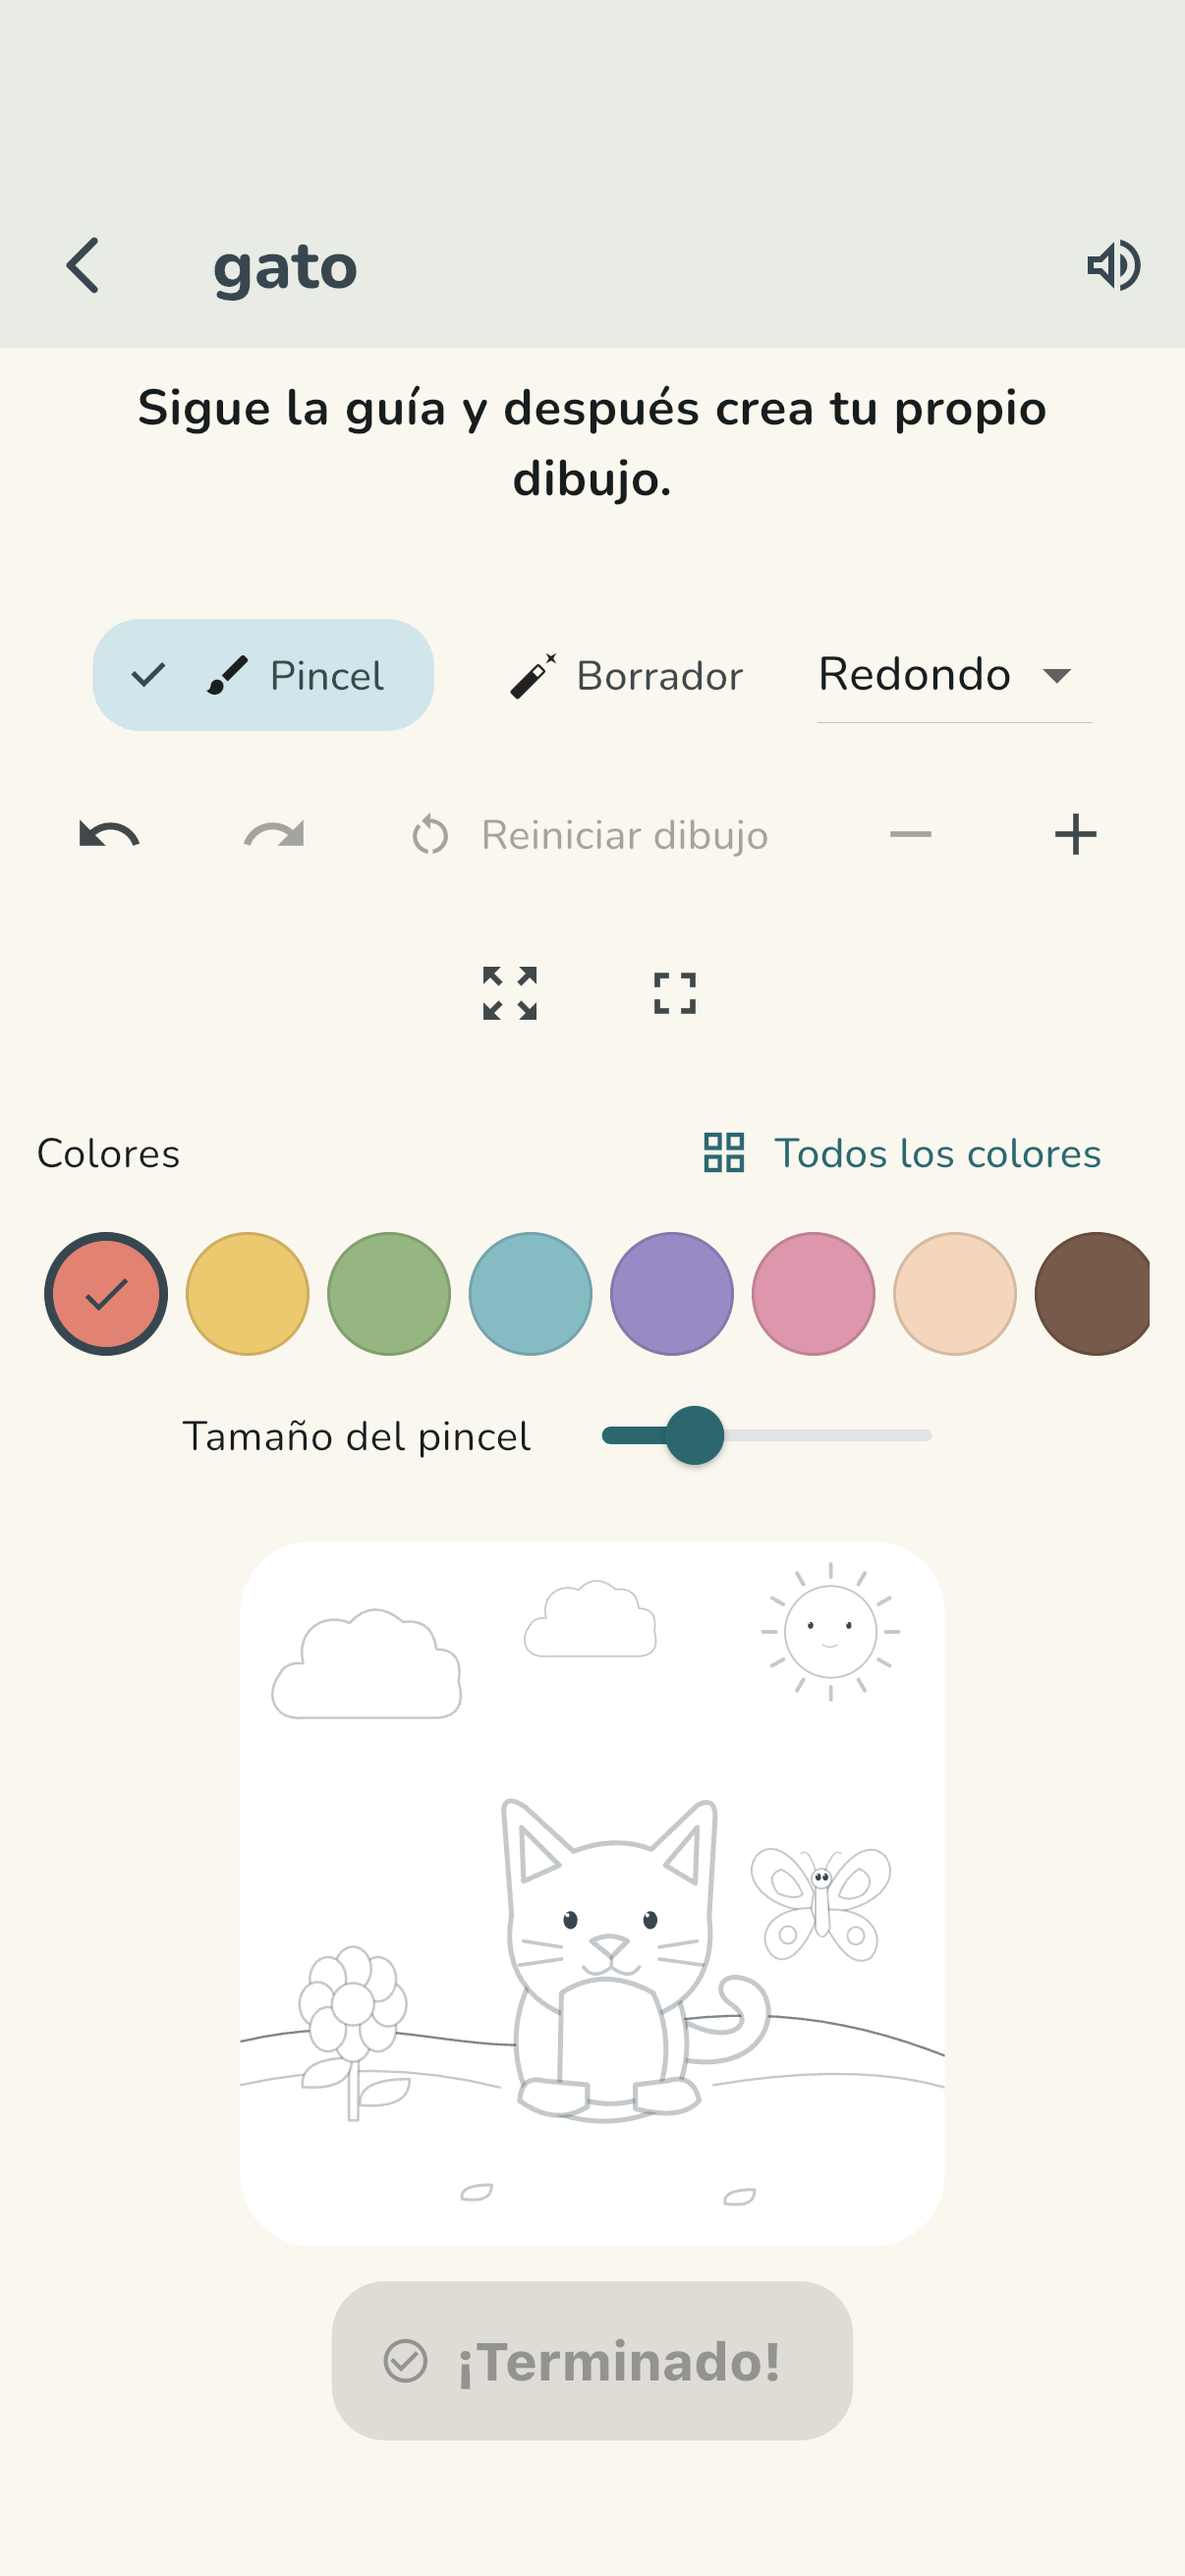 gato
Sigue la guía y después crea tu propio
dibujo.
Pincel
Borrador
Redondo
Reiniciar dibujo
Colores
Todos los colores
Tamaño del pincel
¡Terminado!